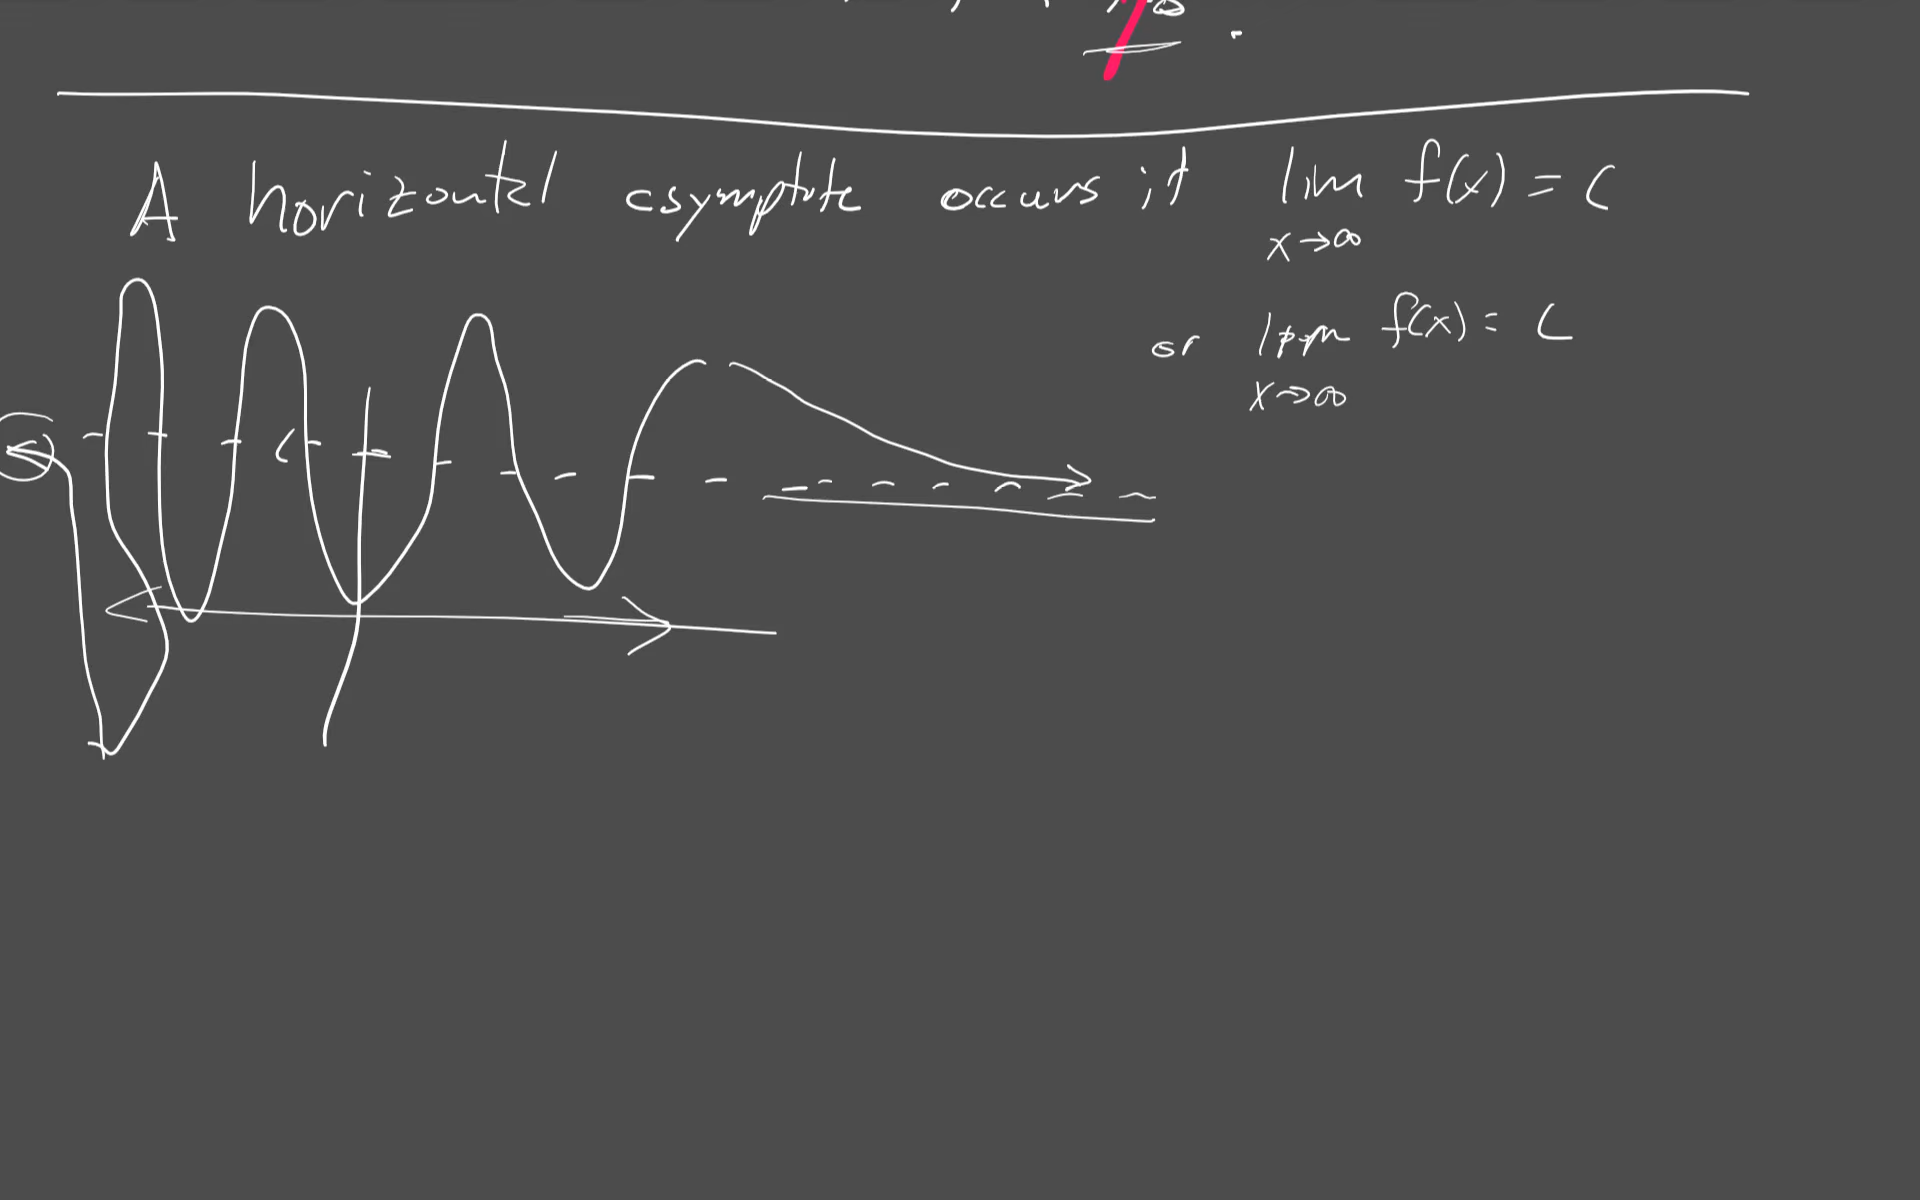 A horizontal asymptote occurs if lim f(x) = C
x→∞
or lim f(x) = C
x→∞
C